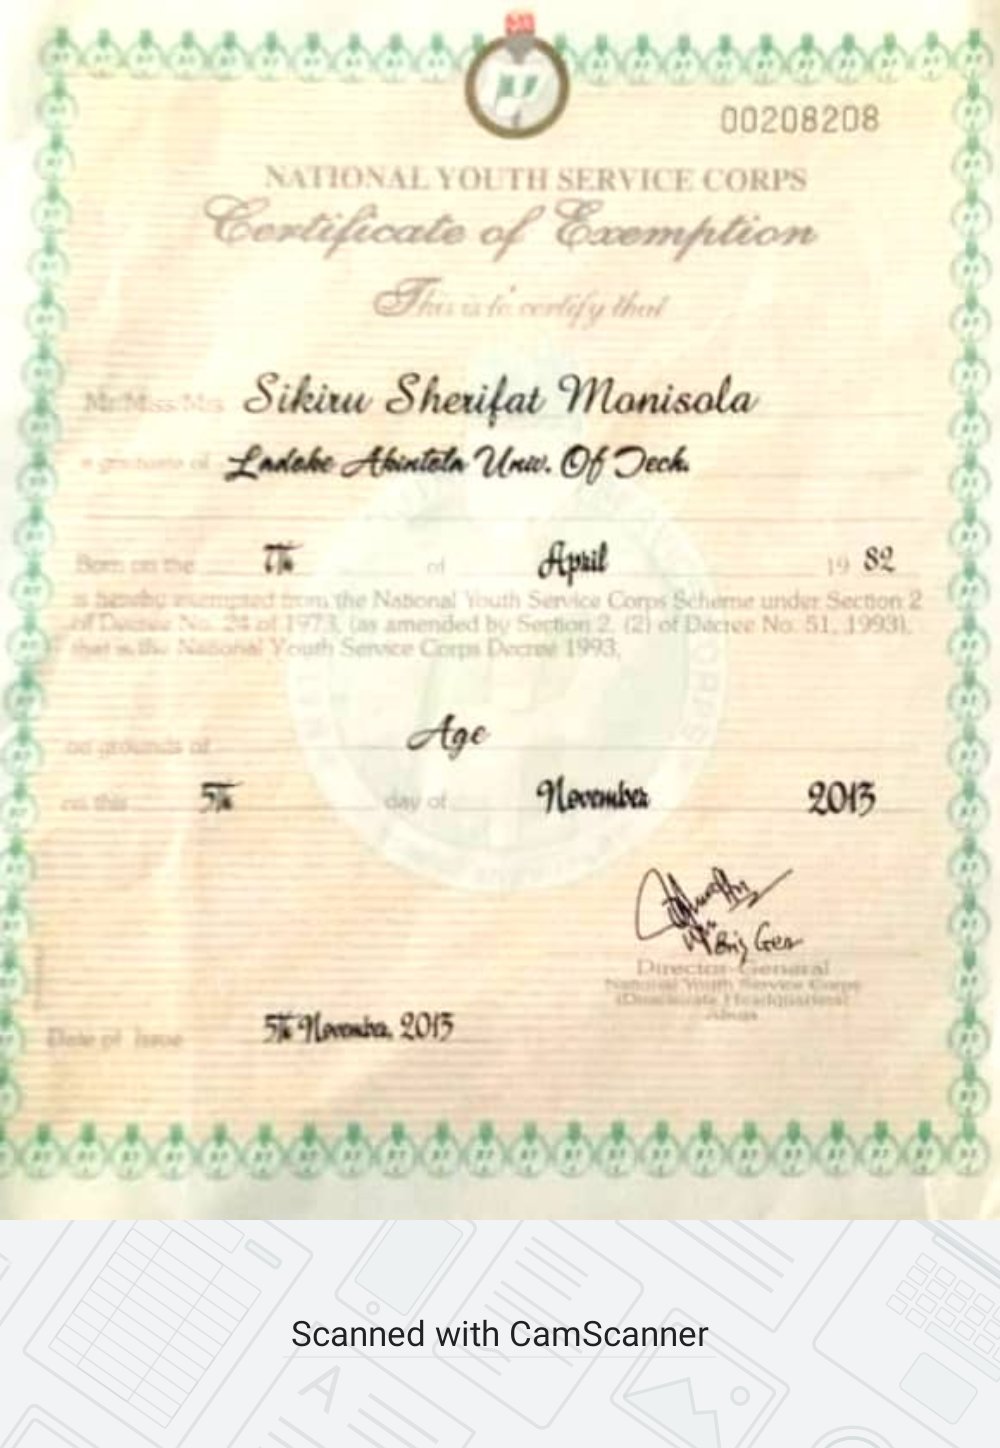 00208208
NATIONAL YOUTH SERVICE CORPS
Certificate of Exemption
This is to certify that
Mr/Miss/Mrs Sikiru Sherifat Monisola
a graduate of Ladoke Akintola Univ. Of Tech.
Born on the 7th of April 19 82
is hereby exempted from the National Youth Service Corps Scheme under Section 2
of Decree No. 24 of 1973, (as amended by Section 2, (2) of Decree No. 51, 1993),
that is the National Youth Service Corps Decree 1993,
on grounds of Age
on this 5th day of November 2013
Brig Gen
Director-General
National Youth Service Corps
(Directorate Headquarters)
Abuja
Date of Issue 5th November, 2013
Scanned with CamScanner